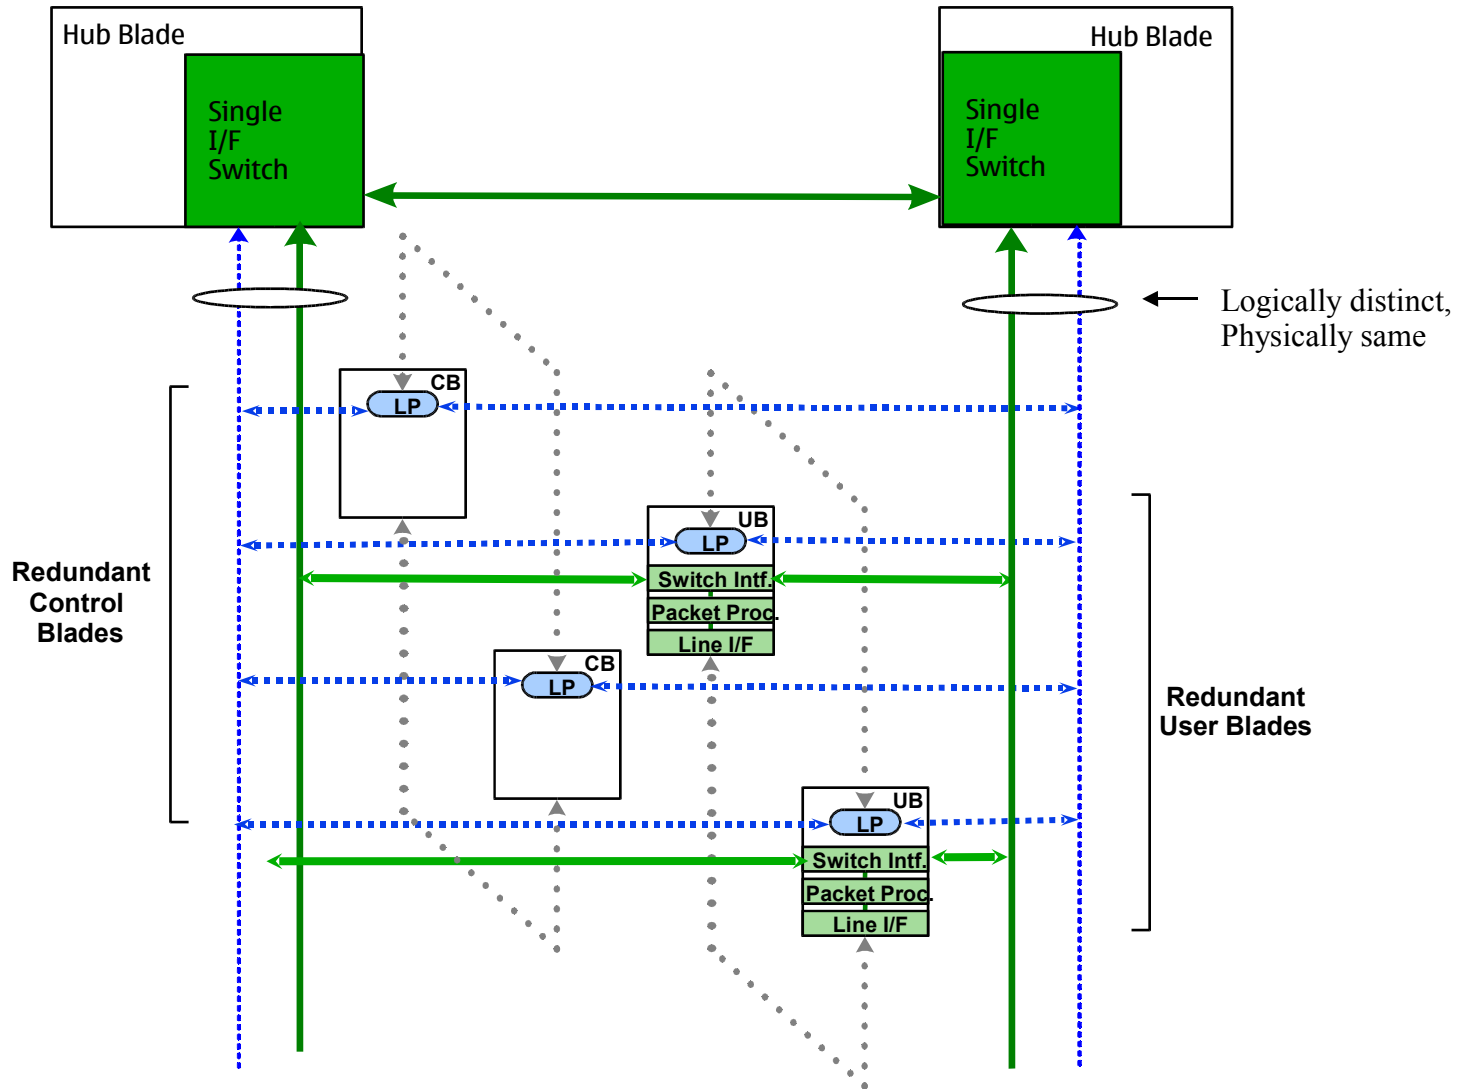 Hub Blade
Single
I/F
Switch
Hub Blade
Single
I/F
Switch
Logically distinct,
Physically same
CB
LP
UB
LP
Switch Intf.
Packet Proc.
Line I/F
Redundant
Control
Blades
CB
LP
Redundant
User Blades
UB
LP
Switch Intf.
Packet Proc.
Line I/F